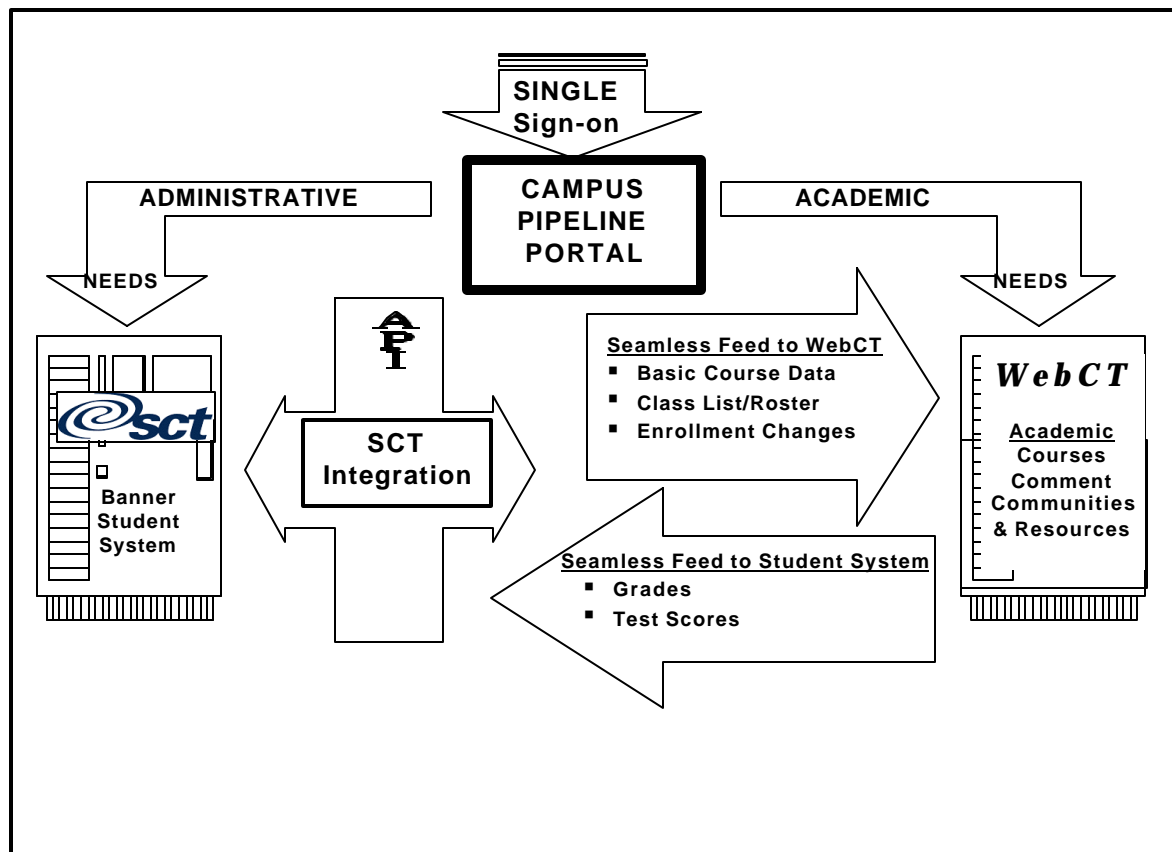 SINGLE
Sign-on
CAMPUS
PIPELINE
PORTAL
ADMINISTRATIVE
NEEDS
ACADEMIC
NEEDS
sct
Banner
Student
System
API
SCT
Integration
Seamless Feed to WebCT
▪ Basic Course Data
▪ Class List/Roster
▪ Enrollment Changes
Seamless Feed to Student System
▪ Grades
▪ Test Scores
WebCT
Academic
Courses
Comment
Communities
& Resources